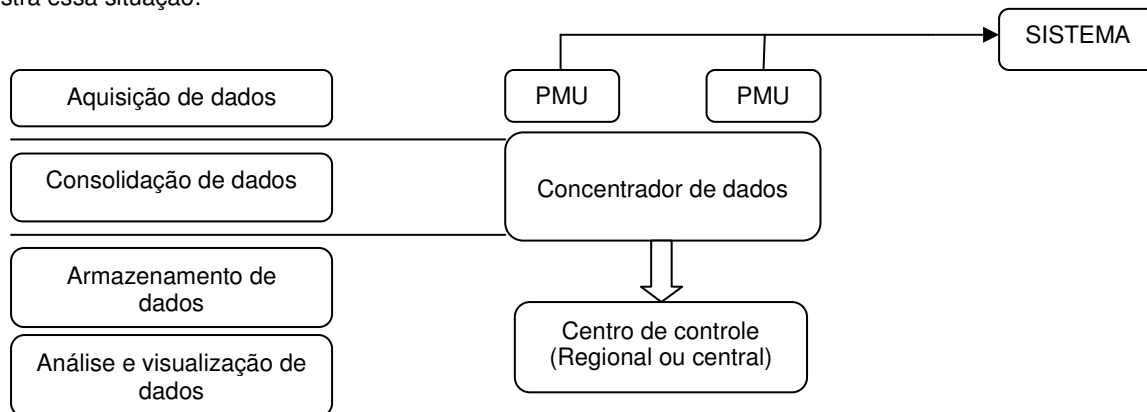 stra essa situação.
SISTEMA
Aquisição de dados
PMU
PMU
Consolidação de dados
Concentrador de dados
Armazenamento de
dados
Centro de controle
(Regional ou central)
Análise e visualização de
dados